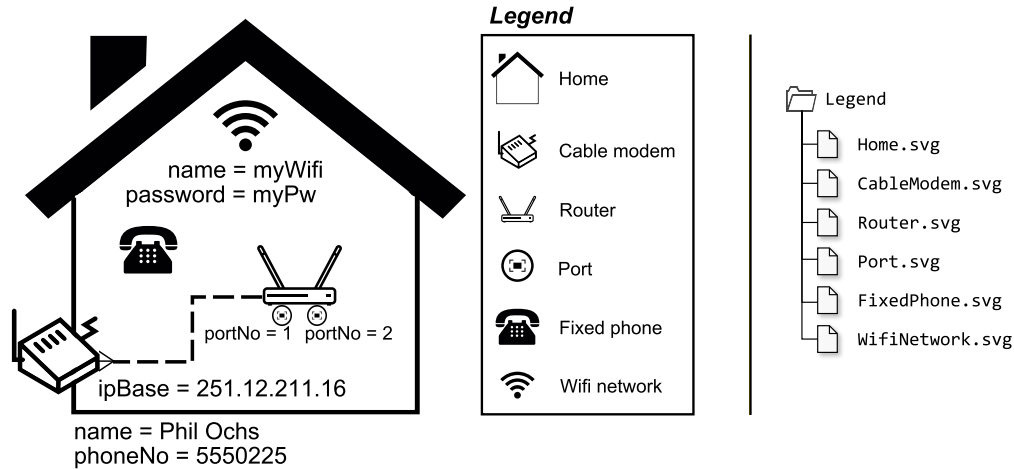 name = myWifi
password = myPw
portNo = 1 portNo = 2
ipBase = 251.12.211.16
name = Phil Ochs
phoneNo = 5550225
Legend
Home
Cable modem
Router
Port
Fixed phone
Wifi network
Legend
Home.svg
CableModem.svg
Router.svg
Port.svg
FixedPhone.svg
WifiNetwork.svg